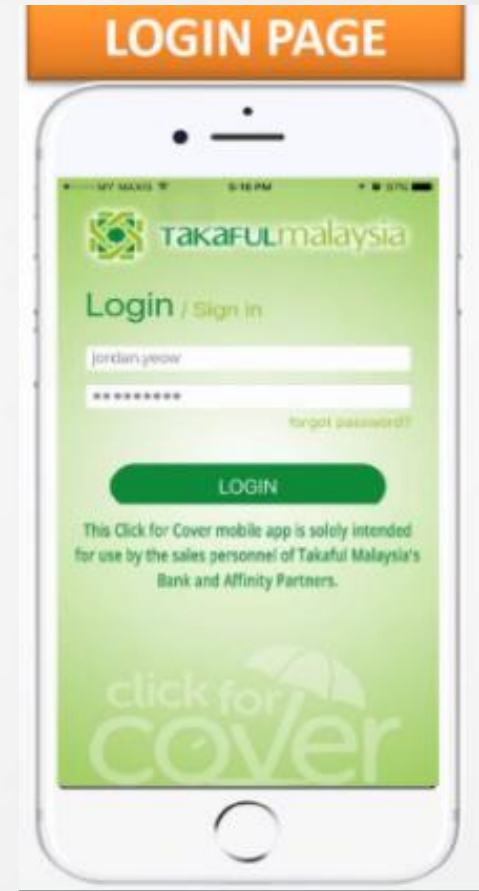 LOGIN PAGE
MY MAXIS 5:16 PM 97%
TAKAFULmalaysia
Login / Sign in
jordan.yeow
*********
forgot password?
LOGIN
This Click for Cover mobile app is solely intended
for use by the sales personnel of Takaful Malaysia's
Bank and Affinity Partners.
click for
cover